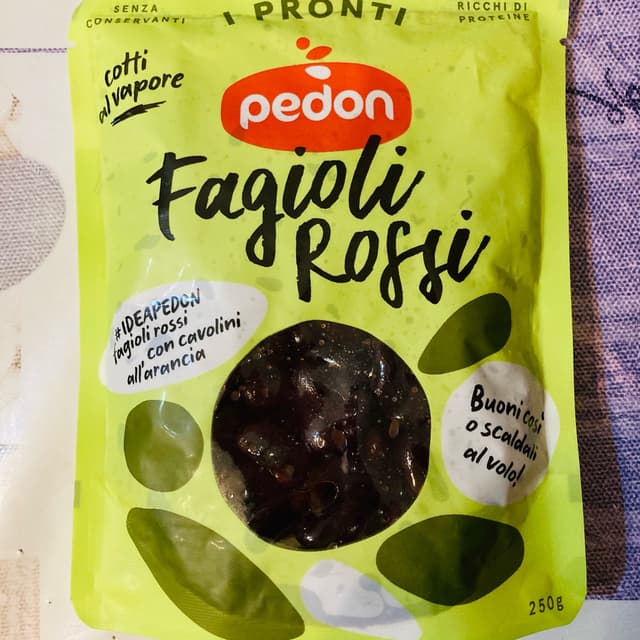 SENZA
CONSERVANTI
I PRONTI
RICCHI DI
PROTEINE
cotti
al vapore
pedon
Fagioli
Rossi
#IDEAPEDON
fagioli rossi
con cavolini
all'arancia
Buoni così
o scaldali
al volo!
250g